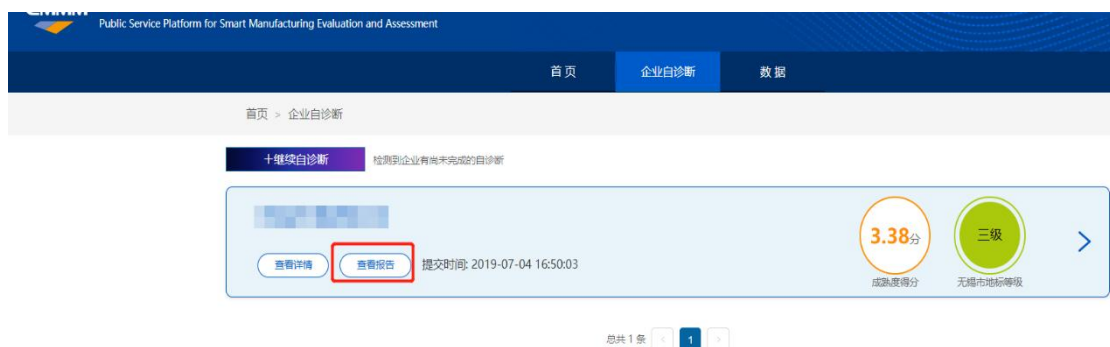 Public Service Platform for Smart Manufacturing Evaluation and Assessment
首页 企业自诊断 数据
首页 > 企业自诊断
+继续自诊断 检测到企业有尚未完成的自诊断
3.38分 三级
查看详情 查看报告 提交时间: 2019-07-04 16:50:03
成熟度得分 无锡市地标等级
总共 1 条 < 1 >